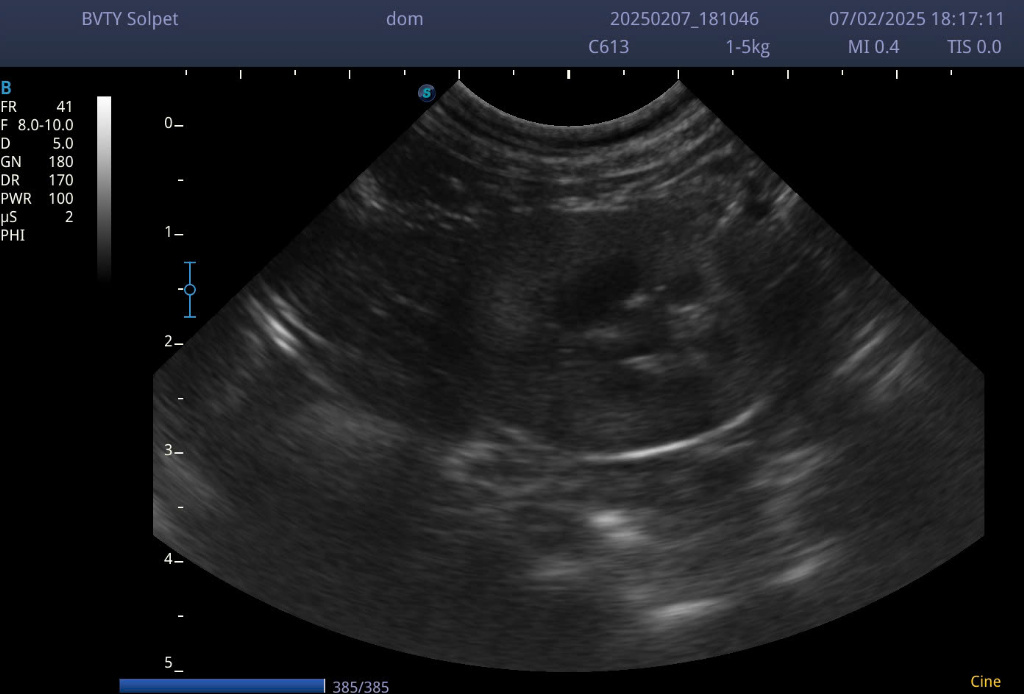 BVTY Solpet dom 20250207_181046 07/02/2025 18:17:11
C613 1-5kg MI 0.4 TIS 0.0
B
FR 41
F 8.0-10.0
D 5.0
GN 180
DR 170
PWR 100
µS 2
PHI
S
0
1
2
3
4
5
385/385
Cine